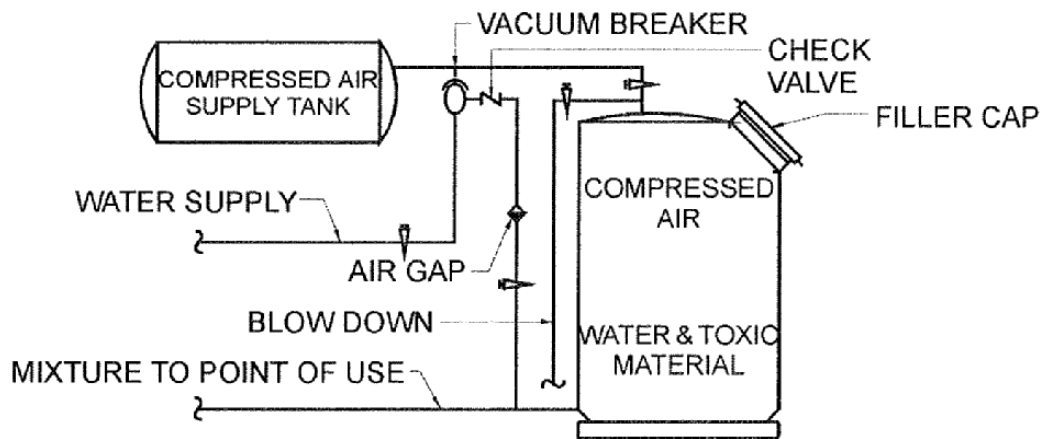 VACUUM BREAKER
CHECK
VALVE
COMPRESSED AIR
SUPPLY TANK
FILLER CAP
COMPRESSED
AIR
WATER SUPPLY
AIR GAP
BLOW DOWN
WATER & TOXIC
MATERIAL
MIXTURE TO POINT OF USE